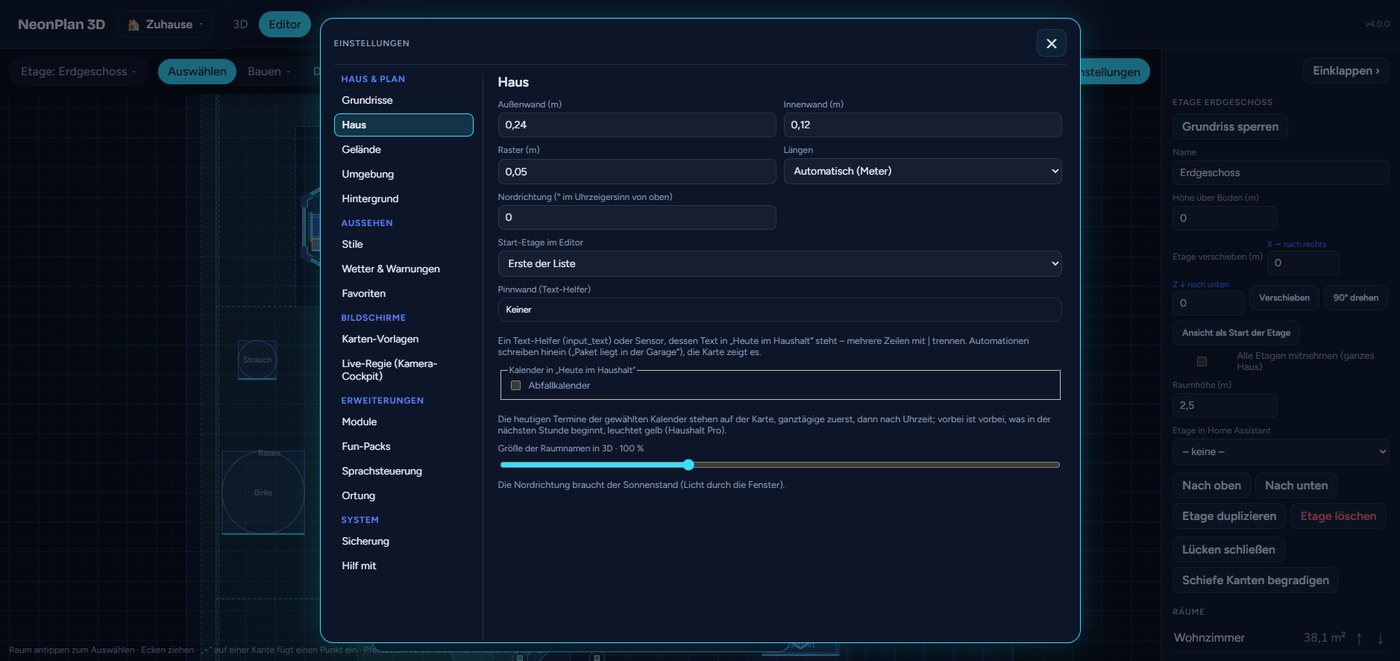 NeonPlan 3D
Zuhause
3D
Editor
v4.0.0
Etage: Erdgeschoss
Auswählen
Bauen
D
nstellungen
Einklappen ›
EINSTELLUNGEN
HAUS & PLAN
Grundrisse
Haus
Gelände
Umgebung
Hintergrund
AUSSEHEN
Stile
Wetter & Warnungen
Favoriten
BILDSCHIRME
Karten-Vorlagen
Live-Regie (Kamera-
Cockpit)
ERWEITERUNGEN
Module
Fun-Packs
Sprachsteuerung
Ortung
SYSTEM
Sicherung
Hilf mit
Haus
Außenwand (m)
Innenwand (m)
0,24
0,12
Raster (m)
Längen
0,05
Automatisch (Meter)
Nordrichtung (° im Uhrzeigersinn von oben)
0
Start-Etage im Editor
Erste der Liste
Pinnwand (Text-Helfer)
Keiner
Ein Text-Helfer (input_text) oder Sensor, dessen Text in „Heute im Haushalt“ steht – mehrere Zeilen mit | trennen. Automationen
schreiben hinein („Paket liegt in der Garage“), die Karte zeigt es.
Kalender in „Heute im Haushalt“
Abfallkalender
Die heutigen Termine der gewählten Kalender stehen auf der Karte, ganztägige zuerst, dann nach Uhrzeit; vorbei ist vorbei, was in der
nächsten Stunde beginnt, leuchtet gelb (Haushalt Pro).
Größe der Raumnamen in 3D · 100 %
Die Nordrichtung braucht der Sonnenstand (Licht durch die Fenster).
Strauch
Rasen
Birke
Raum antippen zum Auswählen · Ecken ziehen · „+“ auf einer Kante fügt einen Punkt ein
ETAGE ERDGESCHOSS
Grundriss sperren
Name
Erdgeschoss
Höhe über Boden (m)
0
X → nach rechts
Etage verschieben (m)
0
Z ↓ nach unten
0
Verschieben
90° drehen
Ansicht als Start der Etage
Alle Etagen mitnehmen (ganzes
Haus)
Raumhöhe (m)
2,5
Etage in Home Assistant
– keine –
Nach oben
Nach unten
Etage duplizieren
Etage löschen
Lücken schließen
Schiefe Kanten begradigen
RÄUME
Wohnzimmer
38,1 m² ↑ ↓